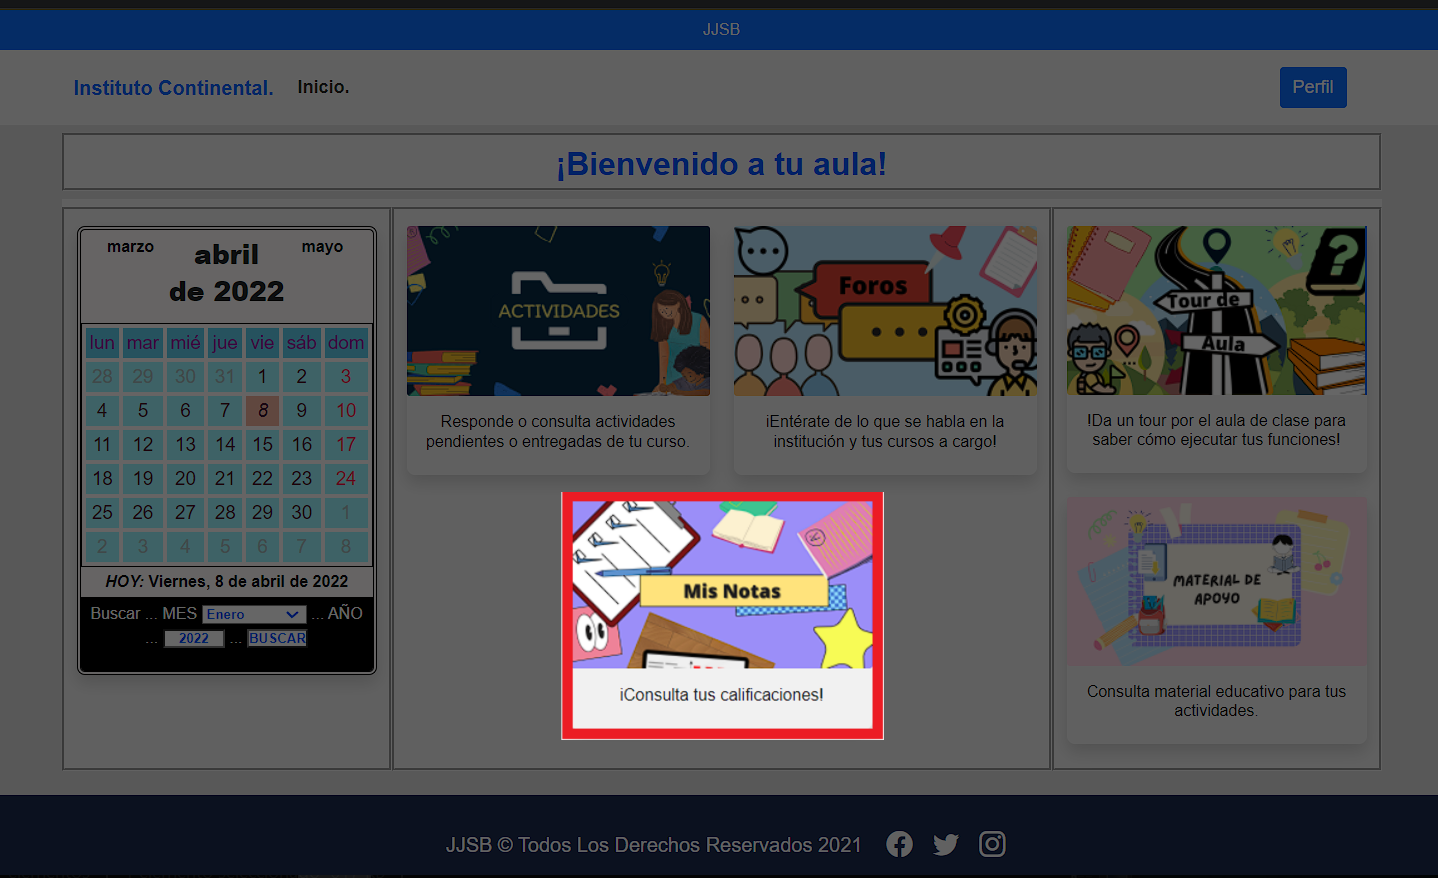 JJSB
Instituto Continental. Inicio. Perfil
¡Bienvenido a tu aula!
marzo abril mayo
de 2022
lun mar mié jue vie sáb dom
28 29 30 31 1 2 3
4 5 6 7 8 9 10
11 12 13 14 15 16 17
18 19 20 21 22 23 24
25 26 27 28 29 30 1
2 3 4 5 6 7 8
HOY: Viernes, 8 de abril de 2022
Buscar ... MES Enero ... AÑO
... 2022 ... BUSCAR
ACTIVIDADES
Responde o consulta actividades
pendientes o entregadas de tu curso.
Foros
¡Entérate de lo que se habla en la
institución y tus cursos a cargo!
Mis Notas
¡Consulta tus calificaciones!
Tour de
Aula
!Da un tour por el aula de clase para
saber cómo ejecutar tus funciones!
MATERIAL DE
APOYO
Consulta material educativo para tus
actividades.
JJSB © Todos Los Derechos Reservados 2021